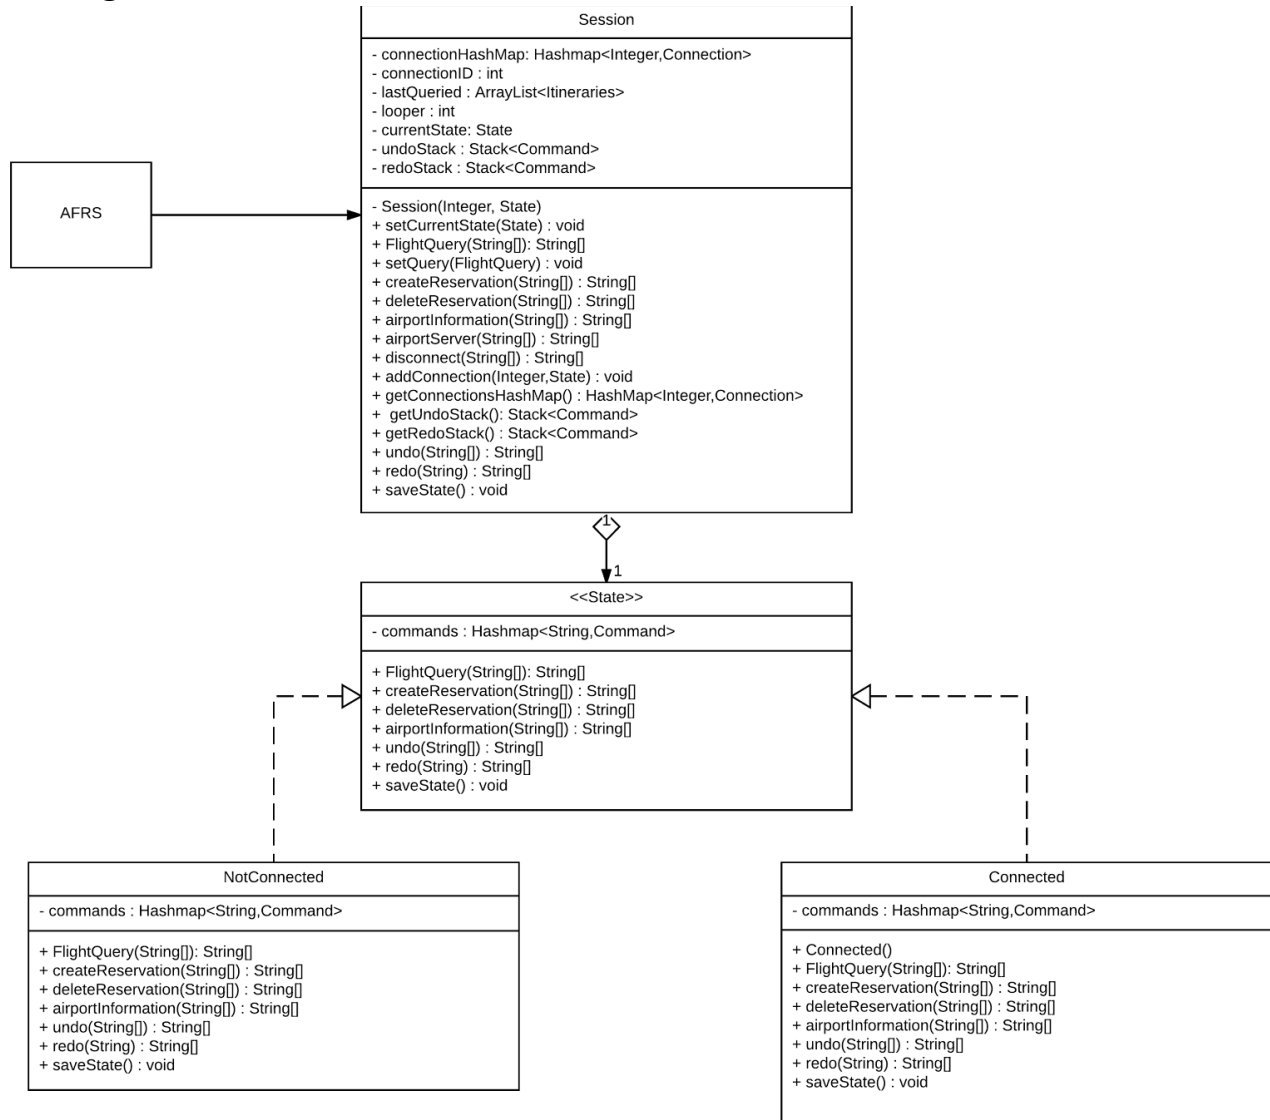 Session
- connectionHashMap: Hashmap<Integer,Connection>
- connectionID : int
- lastQueried : ArrayList<Itineraries>
- looper : int
- currentState: State
- undoStack : Stack<Command>
- redoStack : Stack<Command>
AFRS
- Session(Integer, State)
+ setCurrentState(State) : void
+ FlightQuery(String[]): String[]
+ setQuery(FlightQuery) : void
+ createReservation(String[]) : String[]
+ deleteReservation(String[]) : String[]
+ airportInformation(String[]) : String[]
+ airportServer(String[]) : String[]
+ disconnect(String[]) : String[]
+ addConnection(Integer,State) : void
+ getConnectionsHashMap() : HashMap<Integer,Connection>
+ getUndoStack(): Stack<Command>
+ getRedoStack() : Stack<Command>
+ undo(String[]) : String[]
+ redo(String) : String[]
+ saveState() : void
1
1
<<State>>
- commands : Hashmap<String,Command>
+ FlightQuery(String[]): String[]
+ createReservation(String[]) : String[]
+ deleteReservation(String[]) : String[]
+ airportInformation(String[]) : String[]
+ undo(String[]) : String[]
+ redo(String) : String[]
+ saveState() : void
NotConnected
- commands : Hashmap<String,Command>
+ FlightQuery(String[]): String[]
+ createReservation(String[]) : String[]
+ deleteReservation(String[]) : String[]
+ airportInformation(String[]) : String[]
+ undo(String[]) : String[]
+ redo(String) : String[]
+ saveState() : void
Connected
- commands : Hashmap<String,Command>
+ Connected()
+ FlightQuery(String[]): String[]
+ createReservation(String[]) : String[]
+ deleteReservation(String[]) : String[]
+ airportInformation(String[]) : String[]
+ undo(String[]) : String[]
+ redo(String) : String[]
+ saveState() : void